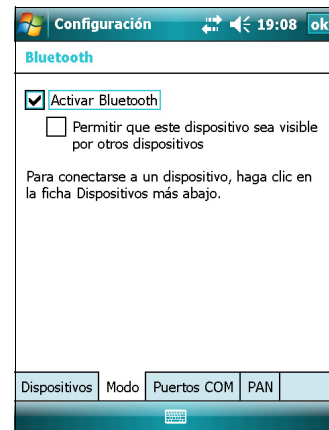 Configuración 19:08 ok
Bluetooth
Activar Bluetooth
Permitir que este dispositivo sea visible
por otros dispositivos
Para conectarse a un dispositivo, haga clic en
la ficha Dispositivos más abajo.
Dispositivos Modo Puertos COM PAN